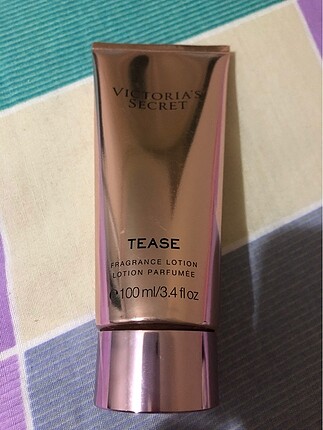 VICTORIA'S
SECRET
TEASE
FRAGRANCE LOTION
LOTION PARFUMÉE
℮100 ml/3.4 fl oz